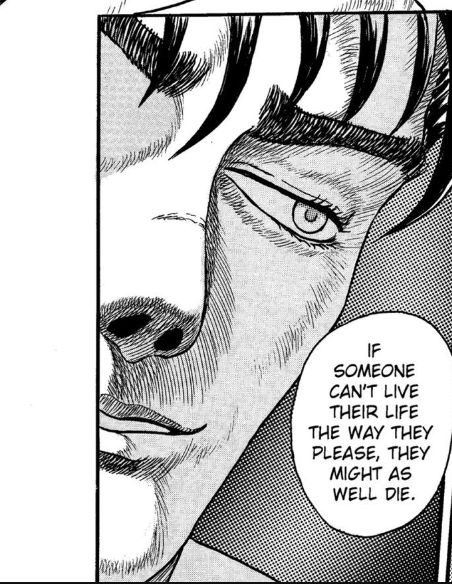 IF
SOMEONE
CAN'T LIVE
THEIR LIFE
THE WAY THEY
PLEASE, THEY
MIGHT AS
WELL DIE.